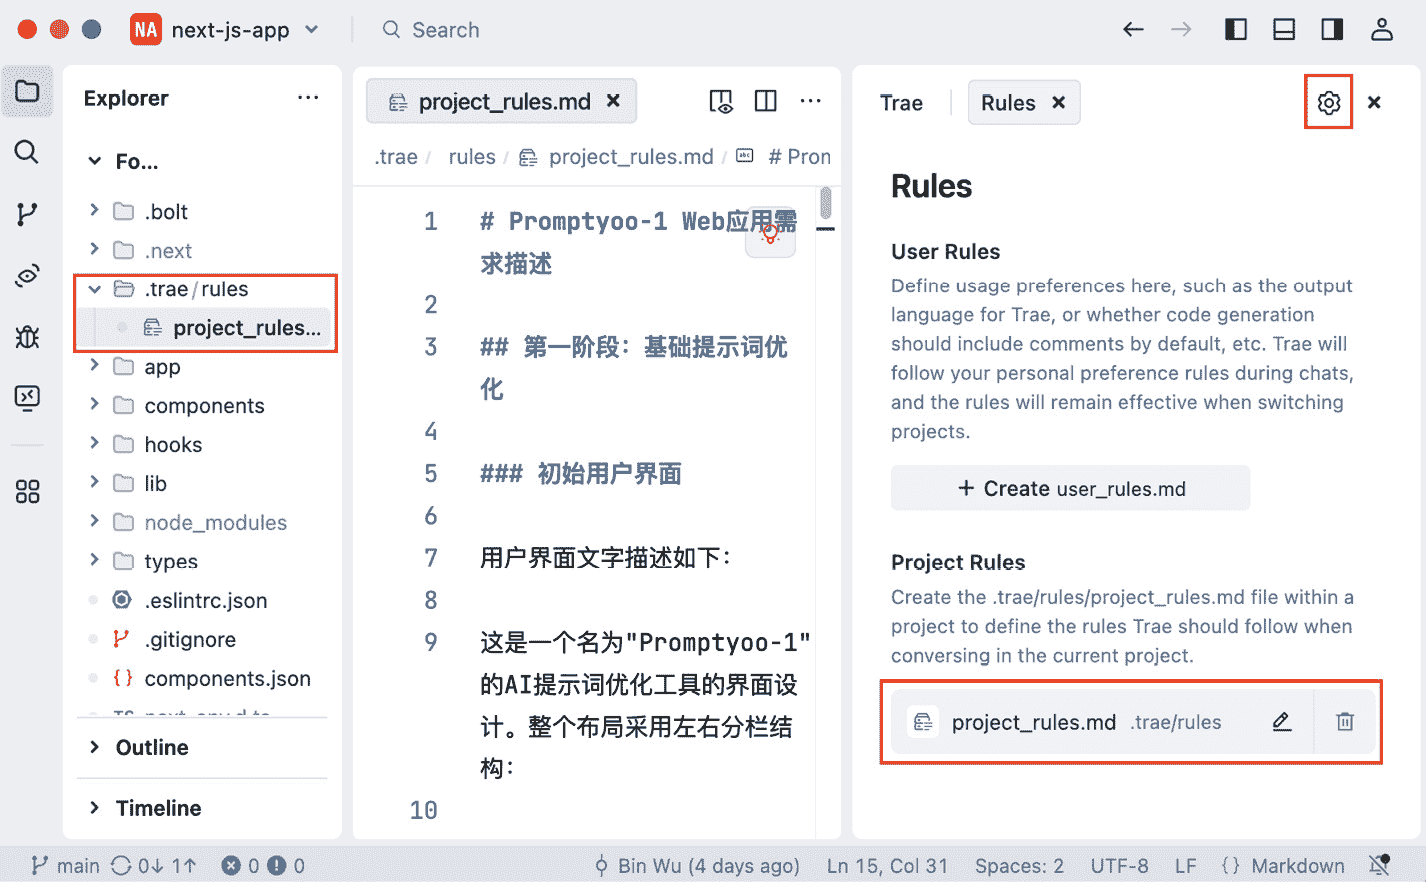 NA next-js-app Search
Explorer
Fo...
.bolt
.next
.trae/rules
project_rules...
app
components
hooks
lib
node_modules
types
.eslintrc.json
.gitignore
{} components.json
Outline
Timeline
project_rules.md
.trae / rules / project_rules.md / abc # Pron
1 # Promptyoo-1 Web应用需
求描述
2
3 ## 第一阶段：基础提示词优
化
4
5 ### 初始用户界面
6
7 用户界面文字描述如下：
8
9 这是一个名为"Promptyoo-1"
的AI提示词优化工具的界面设
计。整个布局采用左右分栏结
构：
10
Trae Rules
Rules
User Rules
Define usage preferences here, such as the output
language for Trae, or whether code generation
should include comments by default, etc. Trae will
follow your personal preference rules during chats,
and the rules will remain effective when switching
projects.
+ Create user_rules.md
Project Rules
Create the .trae/rules/project_rules.md file within a
project to define the rules Trae should follow when
conversing in the current project.
project_rules.md .trae/rules
main 0↓ 1↑ 0 0 Bin Wu (4 days ago) Ln 15, Col 31 Spaces: 2 UTF-8 LF {} Markdown